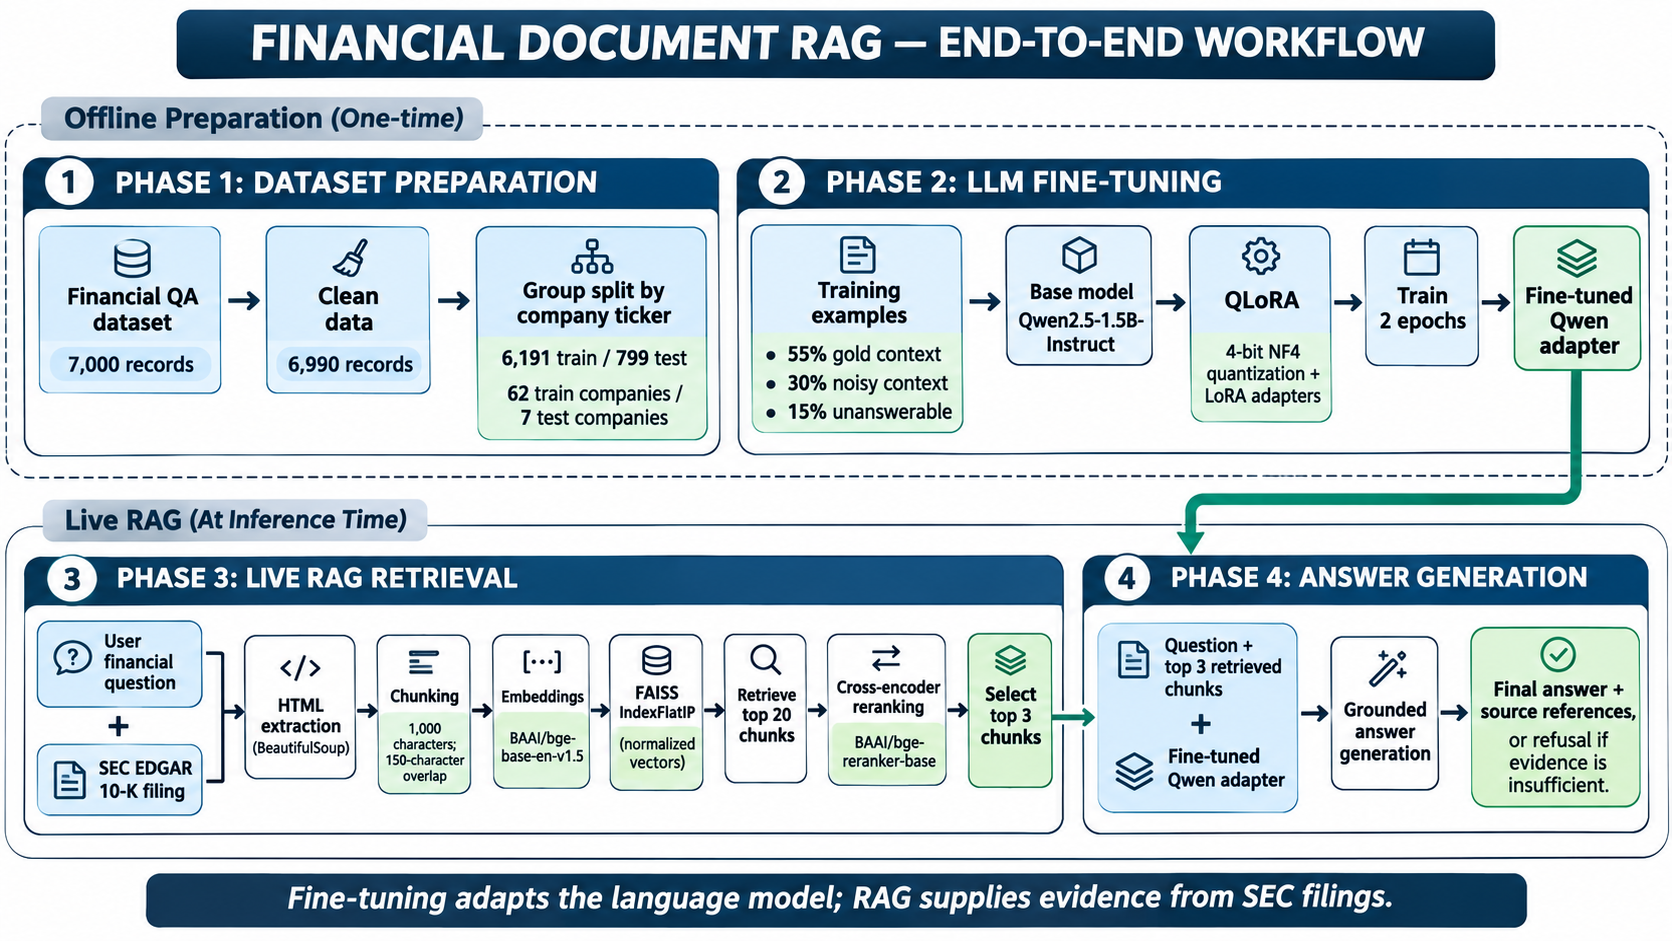 FINANCIAL DOCUMENT RAG — END-TO-END WORKFLOW
Offline Preparation (One-time)
1
PHASE 1: DATASET PREPARATION
Financial QA
dataset
7,000 records
Clean
data
6,990 records
Group split by
company ticker
6,191 train / 799 test
62 train companies /
7 test companies
2
PHASE 2: LLM FINE-TUNING
Training
examples
• 55% gold context
• 30% noisy context
• 15% unanswerable
Base model
Qwen2.5-1.5B-
Instruct
QLoRA
4-bit NF4
quantization +
LoRA adapters
Train
2 epochs
Fine-tuned
Qwen
adapter
Live RAG (At Inference Time)
3
PHASE 3: LIVE RAG RETRIEVAL
?
User
financial
question
+
SEC EDGAR
10-K filing
</>
HTML
extraction
(BeautifulSoup)
Chunking
1,000
characters;
150-character
overlap
[···]
Embeddings
BAAI/bge-
base-en-v1.5
FAISS
IndexFlatIP
(normalized
vectors)
Retrieve
top 20
chunks
Cross-encoder
reranking
BAAI/bge-
reranker-base
Select
top 3
chunks
4
PHASE 4: ANSWER GENERATION
Question +
top 3 retrieved
chunks
+
Fine-tuned
Qwen adapter
Grounded
answer
generation
Final answer +
source references,
or refusal if
evidence is
insufficient.
Fine-tuning adapts the language model; RAG supplies evidence from SEC filings.